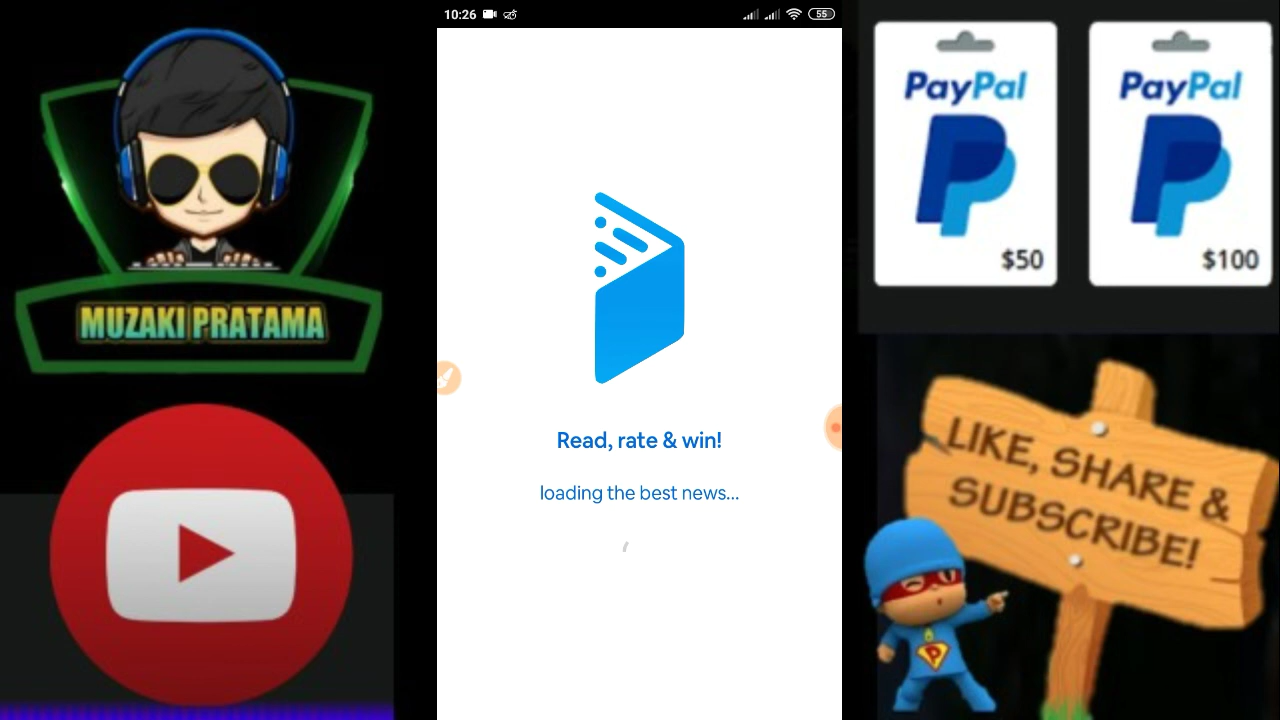 MUZAKI PRATAMA
10:26
55
Read, rate & win!
loading the best news...
PayPal
$50
PayPal
$100
LIKE, SHARE &
SUBSCRIBE!
P